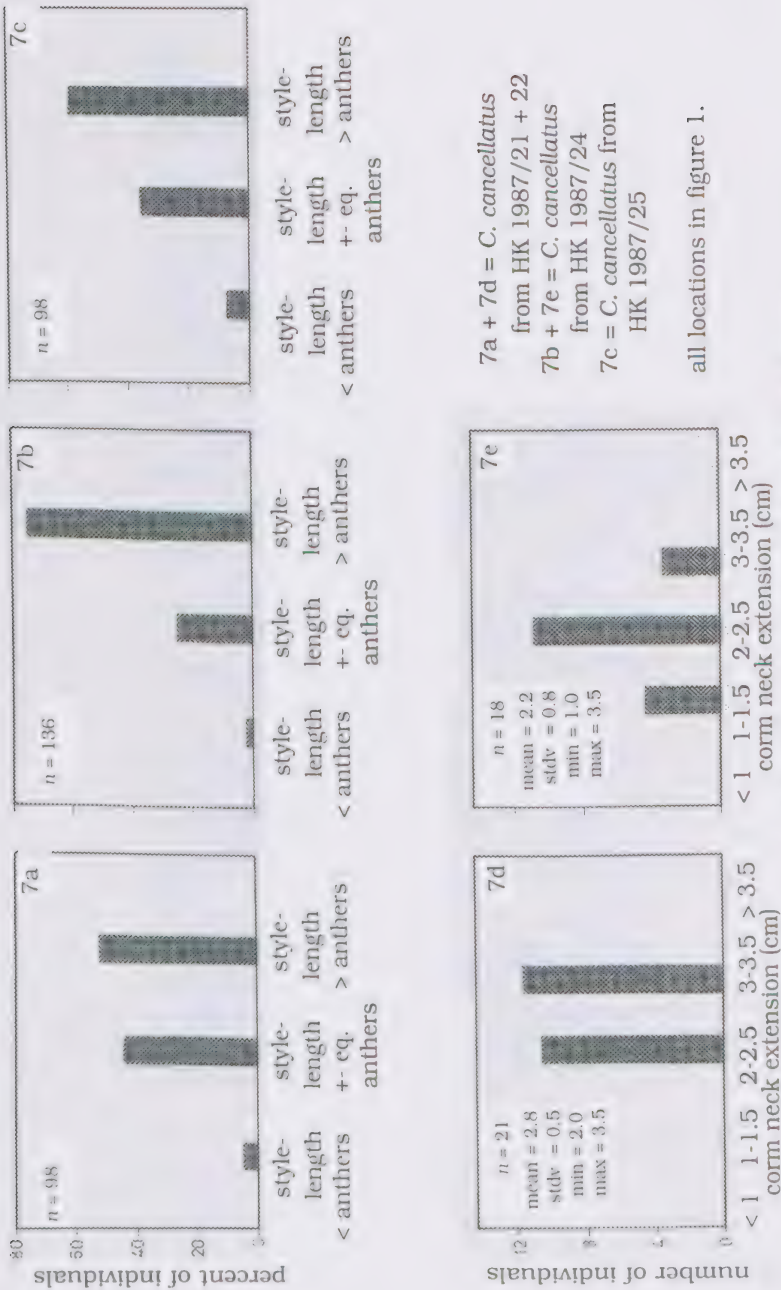 percent of individuals
80
40
20
0
7a
n = 98
style-
length
< anthers
style-
length
+- eq.
anthers
style-
length
> anthers
7b
n = 136
style-
length
< anthers
style-
length
+- eq.
anthers
style-
length
> anthers
7c
n = 98
style-
length
< anthers
style-
length
+- eq.
anthers
style-
length
> anthers
number of individuals
12
8
4
0
7d
n = 21
mean = 2.8
stdv = 0.5
min = 2.0
max = 3.5
< 1 1-1.5 2-2.5 3-3.5 > 3.5
corm neck extension (cm)
7e
n = 18
mean = 2.2
stdv = 0.8
min = 1.0
max = 3.5
< 1 1-1.5 2-2.5 3-3.5 > 3.5
corm neck extension (cm)
7a + 7d = C. cancellatus
from HK 1987/21 + 22
7b + 7e = C. cancellatus
from HK 1987/24
7c = C. cancellatus from
HK 1987/25
all locations in figure 1.